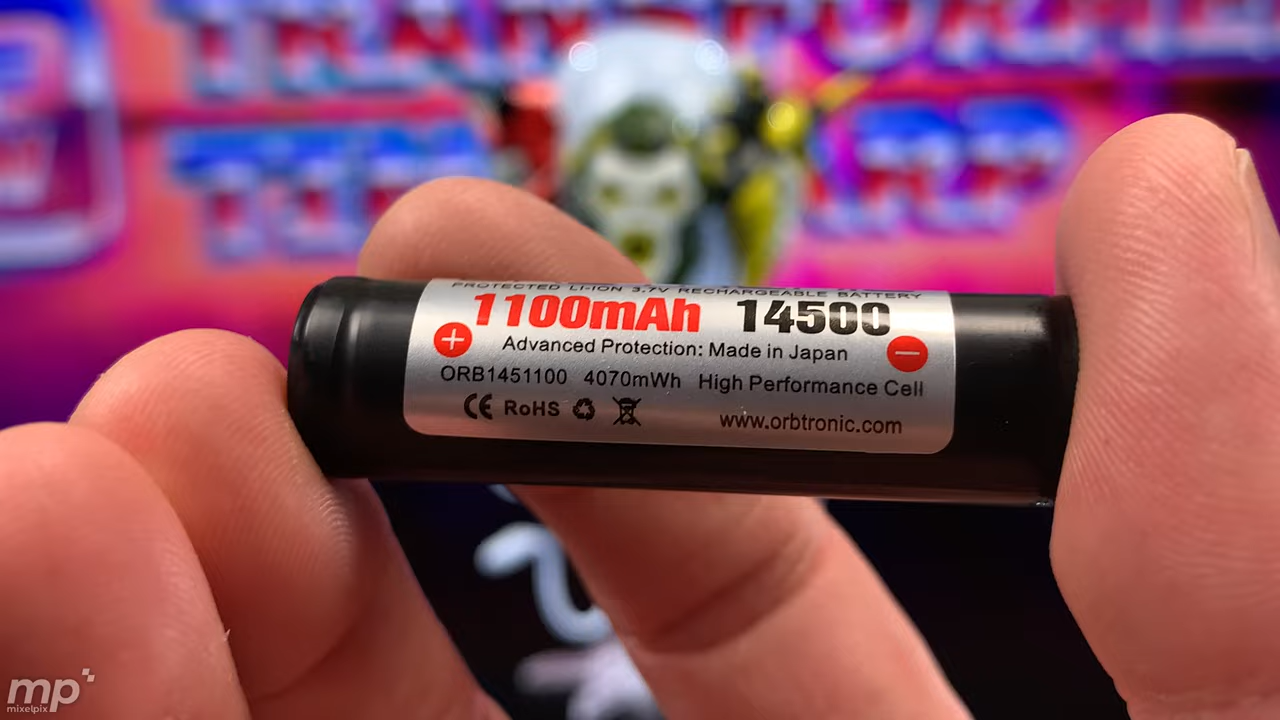 TRANSFORME
PROTECTED LI-ION 3.7V RECHARGEABLE BATTERY
1100mAh 14500
+ Advanced Protection: Made in Japan −
ORB1451100 4070mWh High Performance Cell
CE RoHS www.orbtronic.com
mp
mixelpix